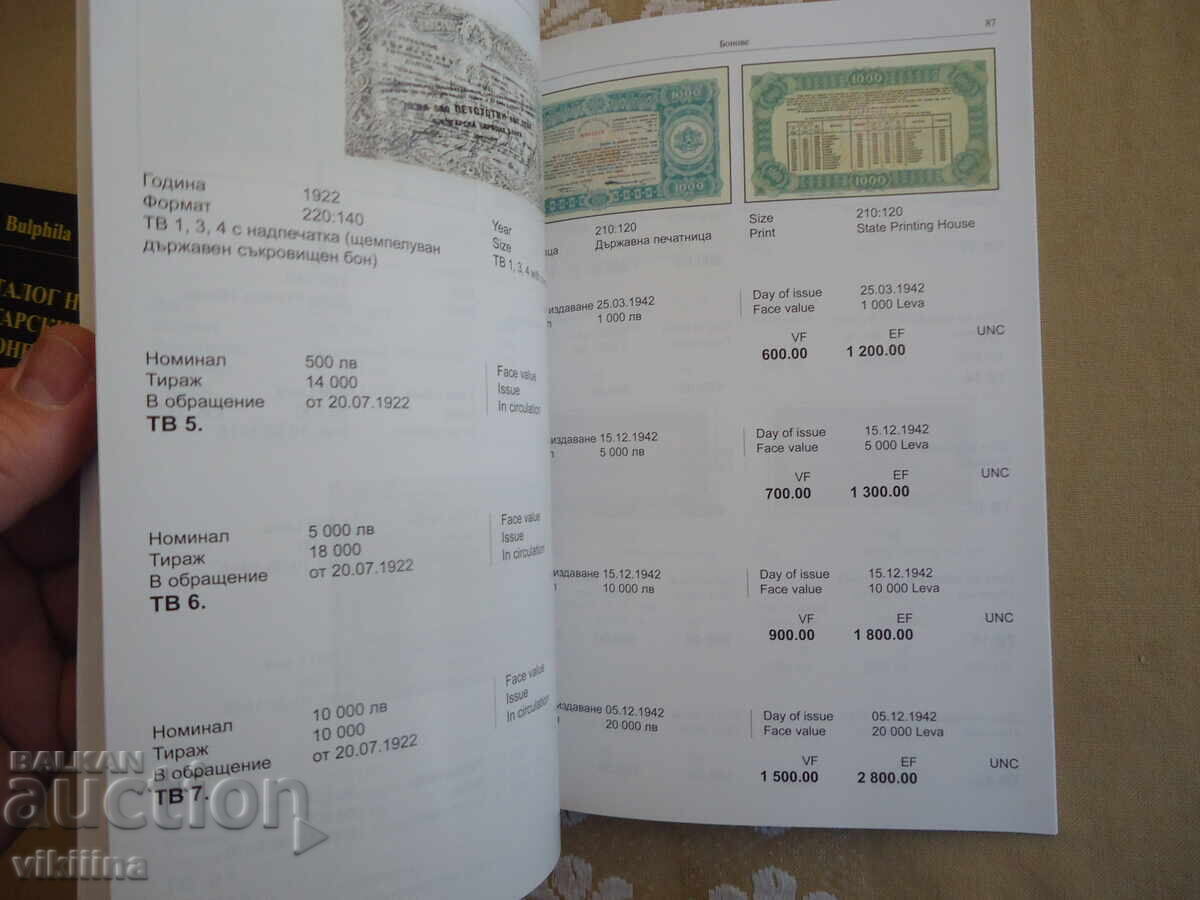 Bulphila
ПЕТСТОТИН
Година 1922
Формат 220:140
ТВ 1, 3, 4 с надпечатка (щемпелуван
държавен съкровищен бон)
Year
Size
ТВ 1, 3, 4
Номинал 500 лв
Тираж 14 000
В обращение от 20.07.1922
ТВ 5.
Face value
Issue
In circulation
Номинал 5 000 лв
Тираж 18 000
В обращение от 20.07.1922
ТВ 6.
Face value
Issue
In circulation
Номинал 10 000 лв
Тираж 10 000
В обращение от 20.07.1922
ТВ 7.
Face value
Issue
In circulation
87
Бонове
1000
1000
1000
1000
210:120
Държавна печатница
Size 210:120
Print State Printing House
издаване 25.03.1942
1 000 лв
Day of issue 25.03.1942
Face value 1 000 Leva
VF EF UNC
600.00 1 200.00
издаване 15.12.1942
5 000 лв
Day of issue 15.12.1942
Face value 5 000 Leva
VF EF UNC
700.00 1 300.00
издаване 15.12.1942
10 000 лв
Day of issue 15.12.1942
Face value 10 000 Leva
VF EF UNC
900.00 1 800.00
издаване 05.12.1942
20 000 лв
Day of issue 05.12.1942
Face value 20 000 Leva
VF EF UNC
1 500.00 2 800.00
BALKAN
auction
vikiliina